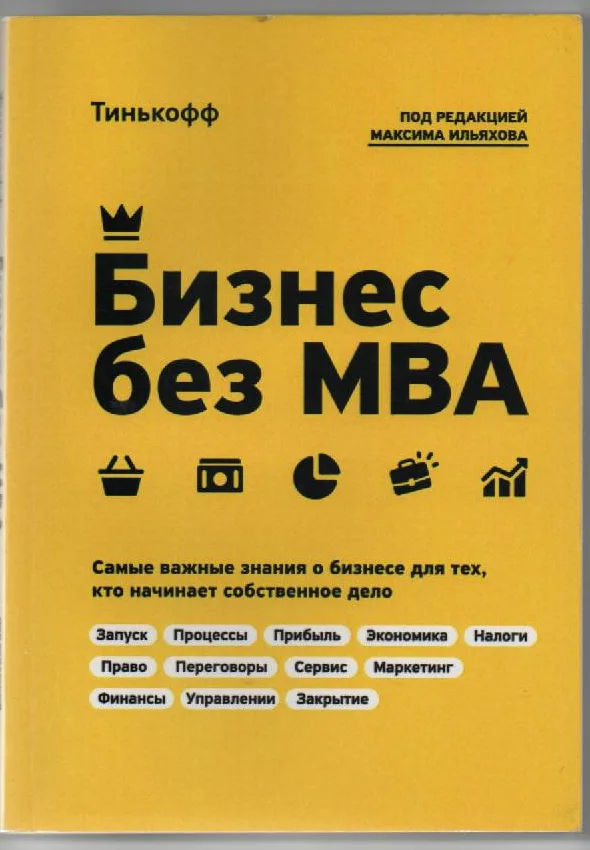 Тинькофф
ПОД РЕДАКЦИЕЙ
МАКСИМА ИЛЬЯХОВА
Бизнес
без МВА
Самые важные знания о бизнесе для тех,
кто начинает собственное дело
Запуск Процессы Прибыль Экономика Налоги
Право Переговоры Сервис Маркетинг
Финансы Управлении Закрытие